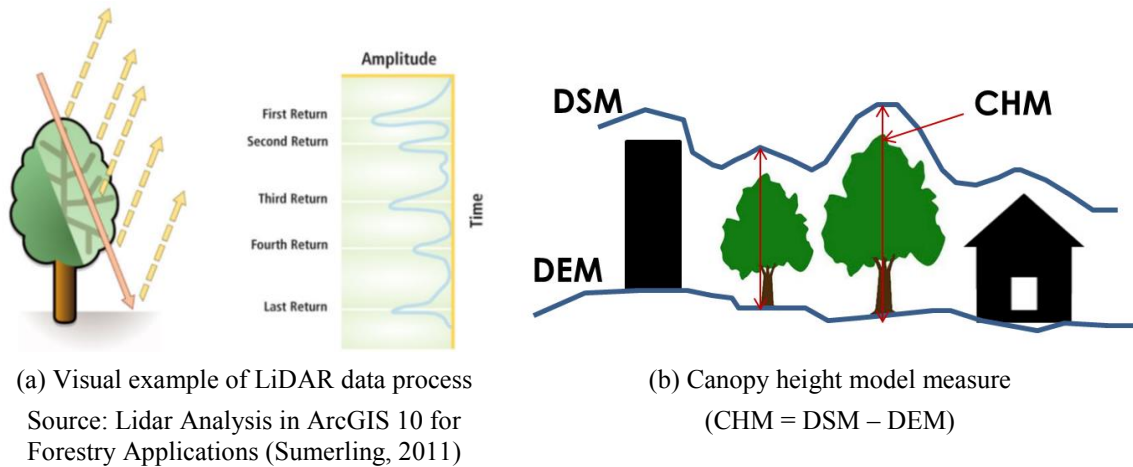 Amplitude
First Return
Second Return
Third Return
Fourth Return
Last Return
Time
DSM
CHM
DEM
(a) Visual example of LiDAR data process
Source: Lidar Analysis in ArcGIS 10 for
Forestry Applications (Sumerling, 2011)
(b) Canopy height model measure
(CHM = DSM – DEM)